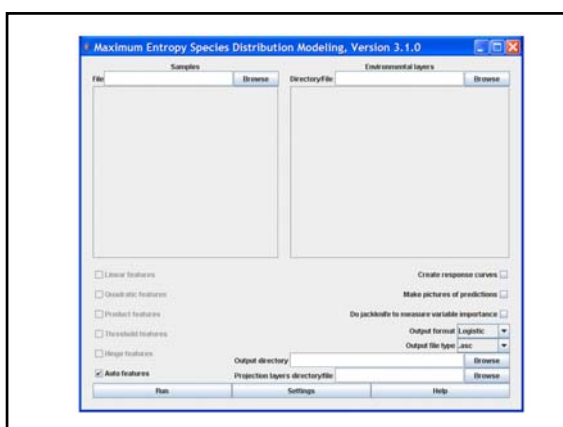 Maximum Entropy Species Distribution Modeling, Version 3.1.0
Samples
Environmental layers
File
Browse
Directory/File
Browse
Linear features
Create response curves
Quadratic features
Make pictures of predictions
Product features
Do jackknife to measure variable importance
Threshold features
Output format Logistic
Output file type .asc
Hinge features
Output directory
Browse
Auto features
Projection layers directory/file
Browse
Run
Settings
Help